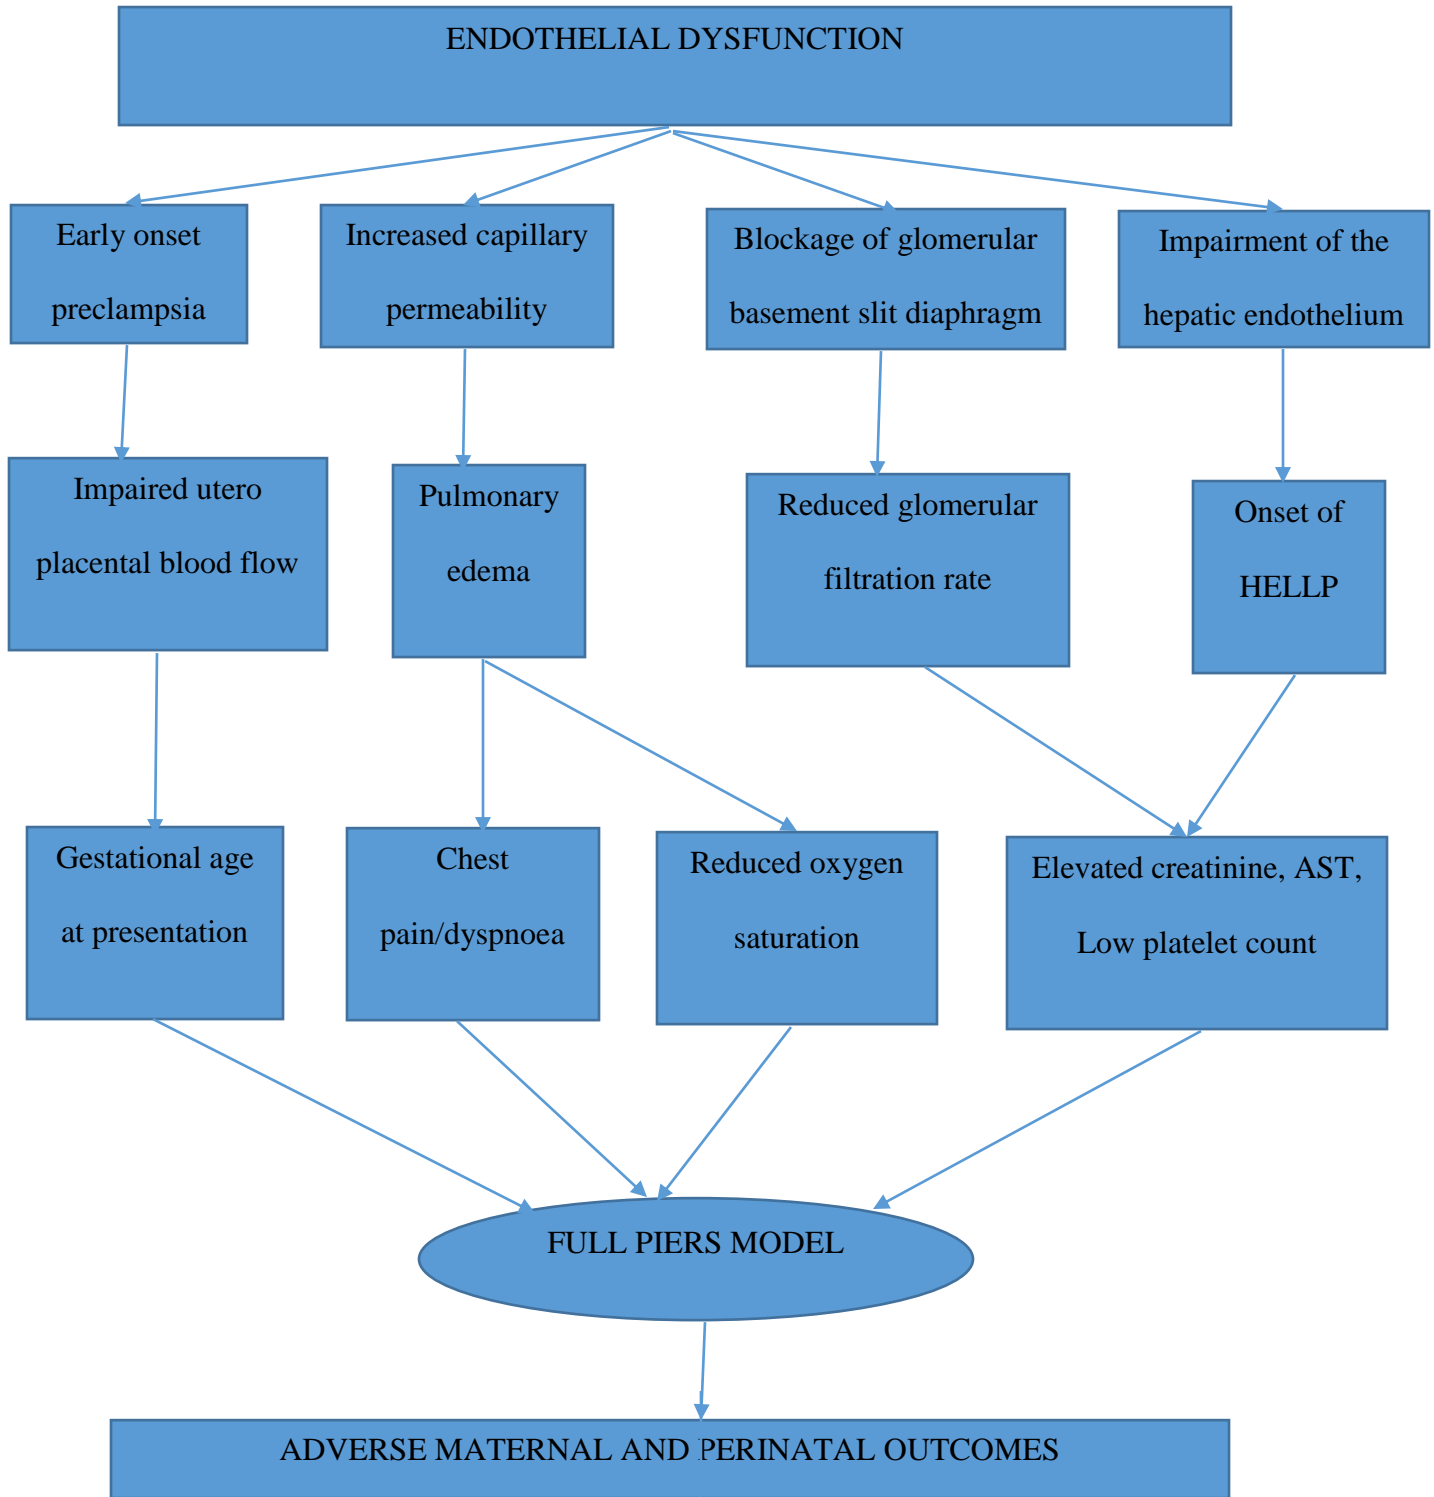 ENDOTHELIAL DYSFUNCTION
Early onset
preclampsia
Increased capillary
permeability
Blockage of glomerular
basement slit diaphragm
Impairment of the
hepatic endothelium
Impaired utero
placental blood flow
Pulmonary
edema
Reduced glomerular
filtration rate
Onset of
HELLP
Gestational age
at presentation
Chest
pain/dyspnoea
Reduced oxygen
saturation
Elevated creatinine, AST,
Low platelet count
FULL PIERS MODEL
ADVERSE MATERNAL AND PERINATAL OUTCOMES